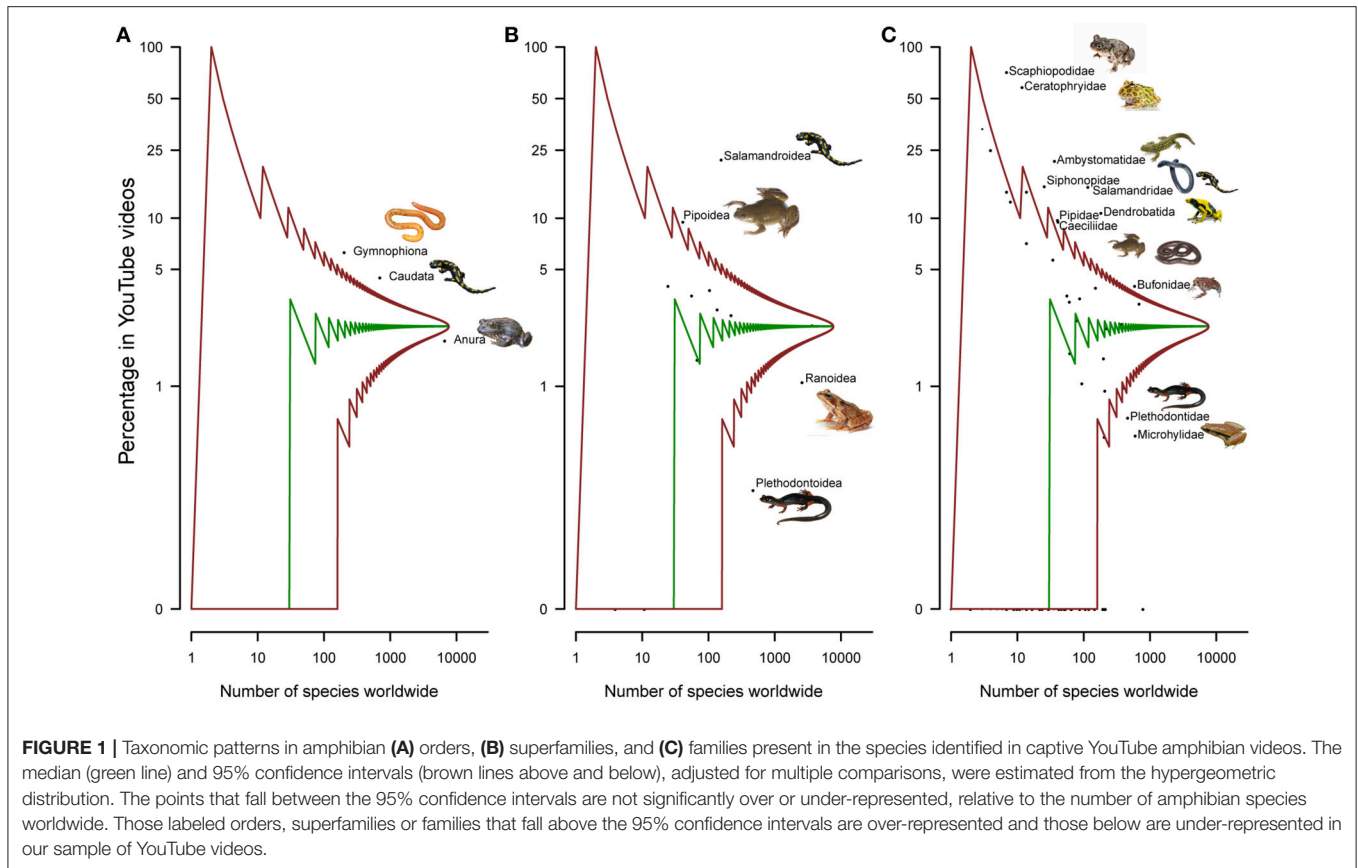 A
B
C
Percentage in YouTube videos
100
50
25
10
5
1
0
Gymnophiona
Caudata
Anura
1 10 100 1000 10000
Number of species worldwide
100
50
25
10
5
1
0
Salamandroidea
Pipoidea
Ranoidea
Plethodontoidea
1 10 100 1000 10000
Number of species worldwide
100
50
25
10
5
1
0
Scaphiopodidae
Ceratophryidae
Ambystomatidae
Siphonopidae
Salamandridae
Dendrobatida
Pipidae
Caeciliidae
Bufonidae
Plethodontidae
Microhylidae
1 10 100 1000 10000
Number of species worldwide
FIGURE 1 | Taxonomic patterns in amphibian (A) orders, (B) superfamilies, and (C) families present in the species identified in captive YouTube amphibian videos. The
median (green line) and 95% confidence intervals (brown lines above and below), adjusted for multiple comparisons, were estimated from the hypergeometric
distribution. The points that fall between the 95% confidence intervals are not significantly over or under-represented, relative to the number of amphibian species
worldwide. Those labeled orders, superfamilies or families that fall above the 95% confidence intervals are over-represented and those below are under-represented in
our sample of YouTube videos.